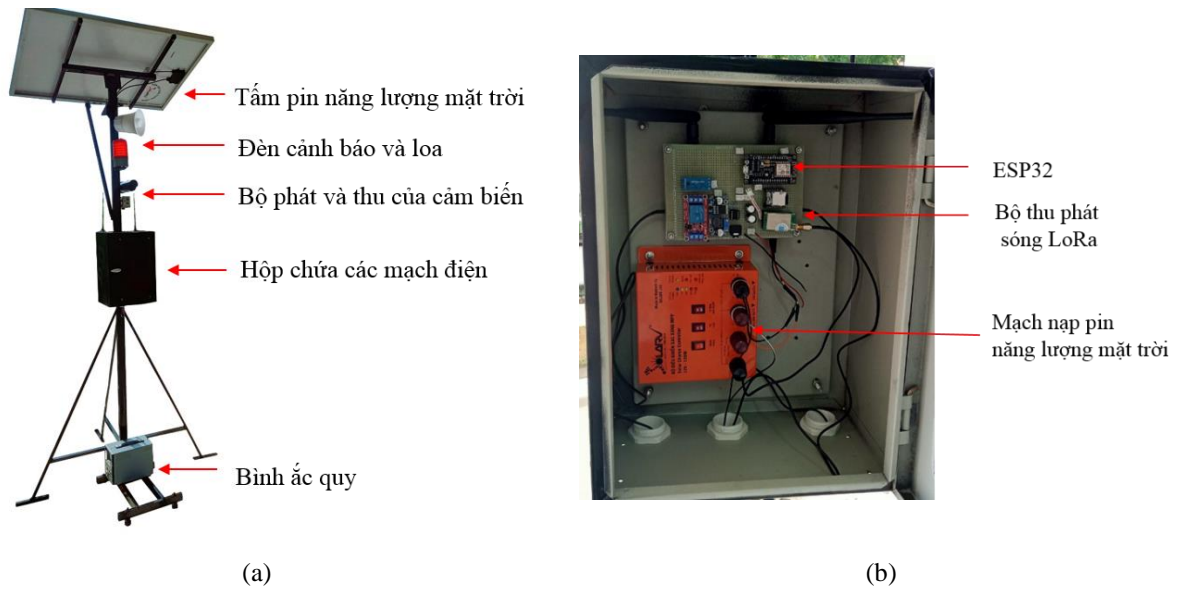 Tấm pin năng lượng mặt trời
Đèn cảnh báo và loa
Bộ phát và thu của cảm biến
Hộp chứa các mạch điện
Bình ắc quy
(a)
ESP32
Bộ thu phát
sóng LoRa
Mạch nạp pin
năng lượng mặt trời
SOLARV
(b)